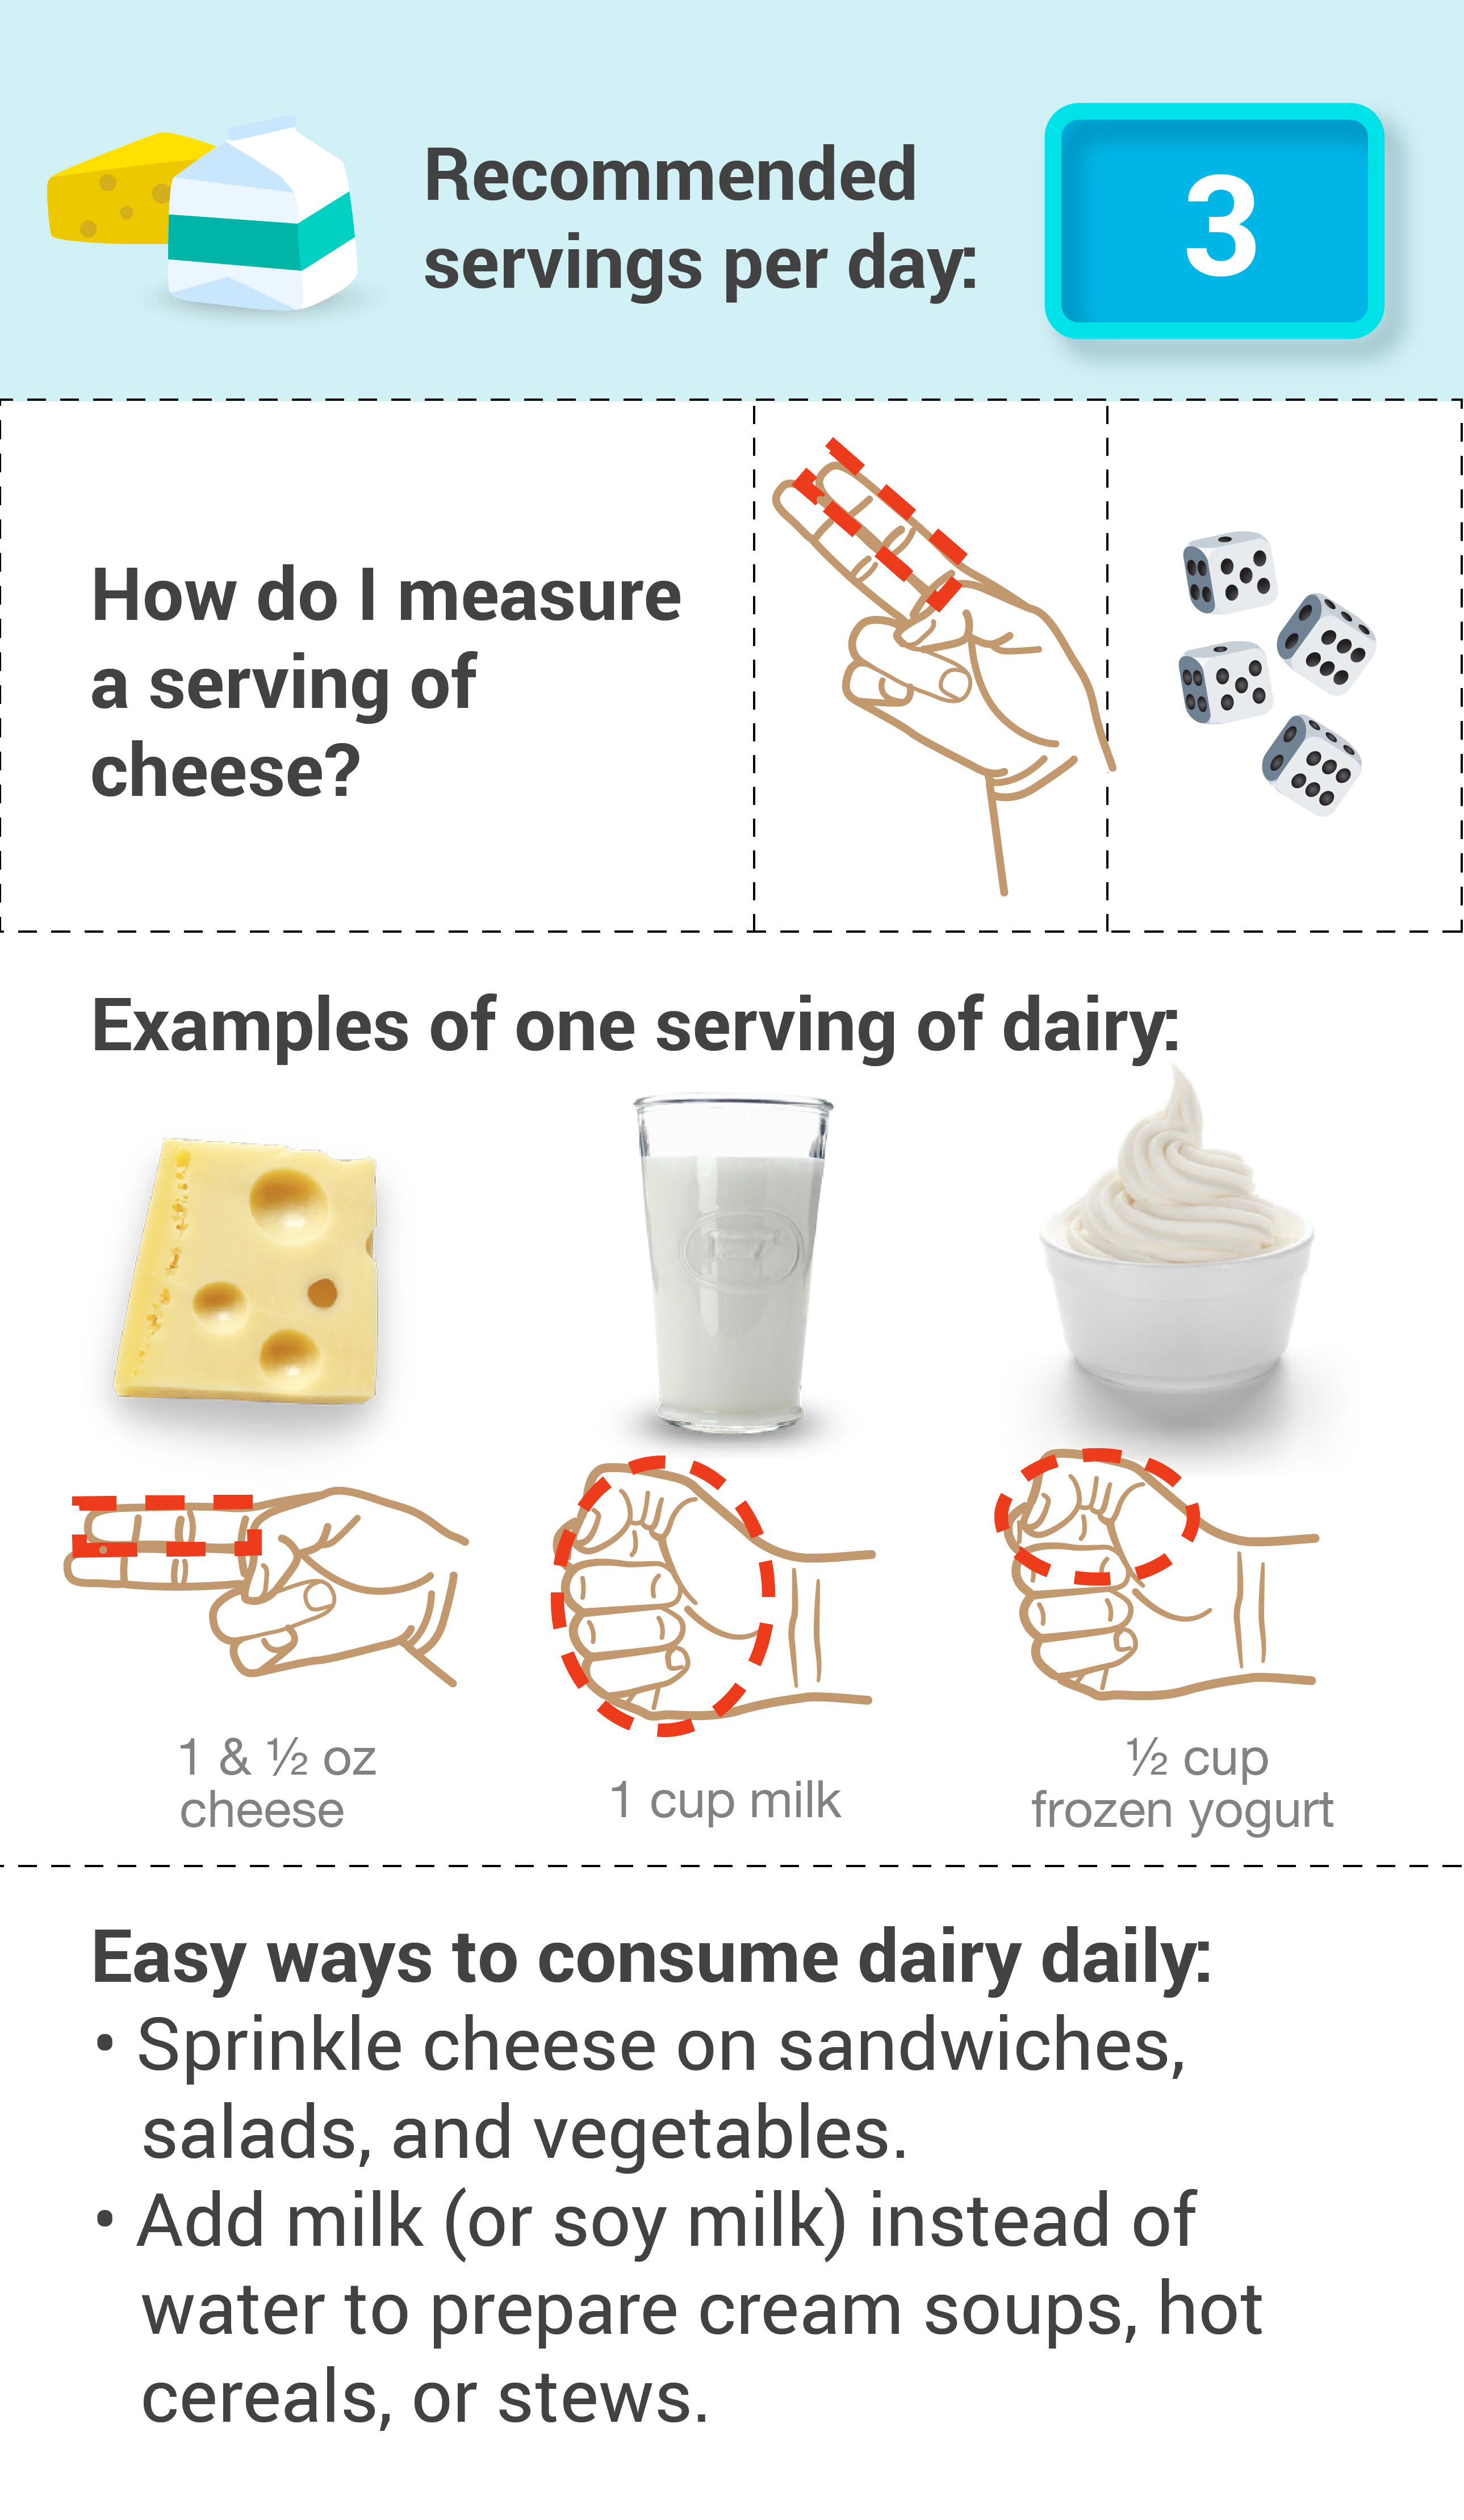 Recommended
servings per day:
3
How do I measure
a serving of
cheese?
Examples of one serving of dairy:
1 & ½ oz
cheese
1 cup milk
½ cup
frozen yogurt
Easy ways to consume dairy daily:
• Sprinkle cheese on sandwiches,
salads, and vegetables.
• Add milk (or soy milk) instead of
water to prepare cream soups, hot
cereals, or stews.